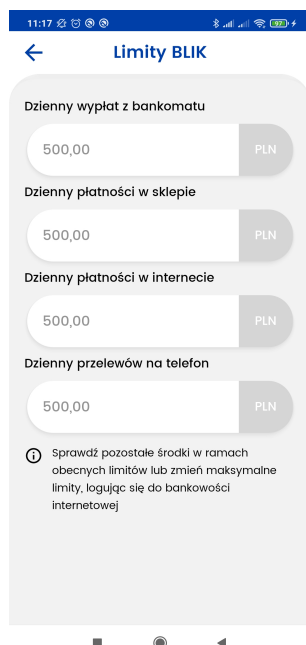 11:17 97
Limity BLIK
Dzienny wypłat z bankomatu
500,00 PLN
Dzienny płatności w sklepie
500,00 PLN
Dzienny płatności w internecie
500,00 PLN
Dzienny przelewów na telefon
500,00 PLN
Sprawdź pozostałe środki w ramach
obecnych limitów lub zmień maksymalne
limity, logując się do bankowości
internetowej